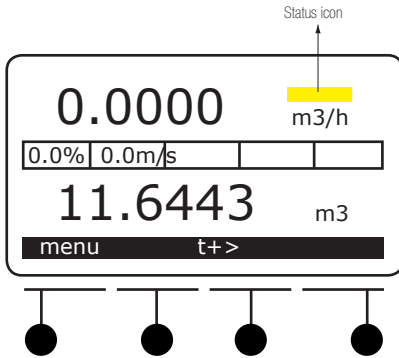 Status icon
0.0000 m3/h
0.0% 0.0m/s
11.6443 m3
menu t+>